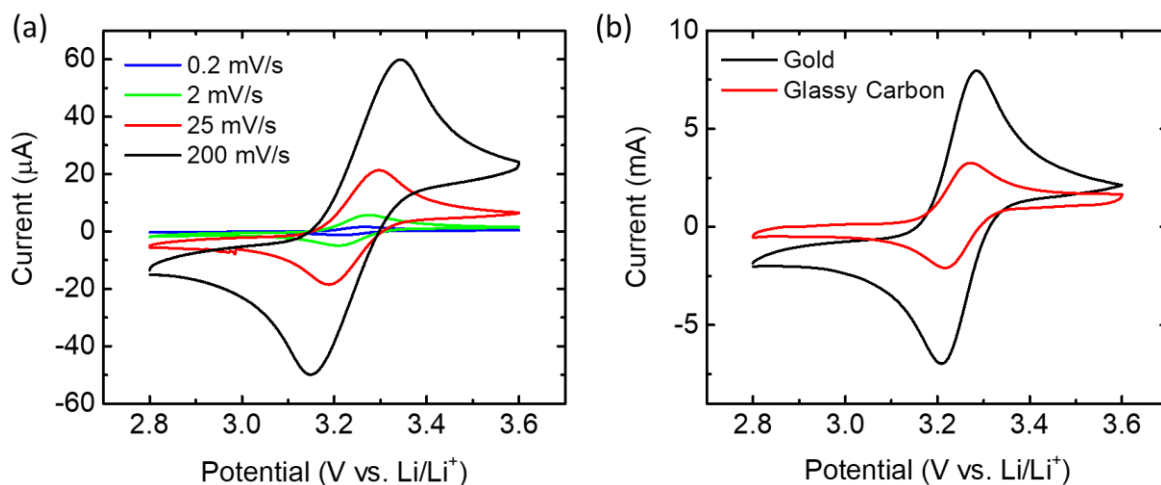 (a)
60
40
20
0
-20
-40
-60
Current (μA)
0.2 mV/s
2 mV/s
25 mV/s
200 mV/s
2.8 3.0 3.2 3.4 3.6
Potential (V vs. Li/Li⁺)
(b)
10
5
0
-5
Current (mA)
Gold
Glassy Carbon
2.8 3.0 3.2 3.4 3.6
Potential (V vs. Li/Li⁺)